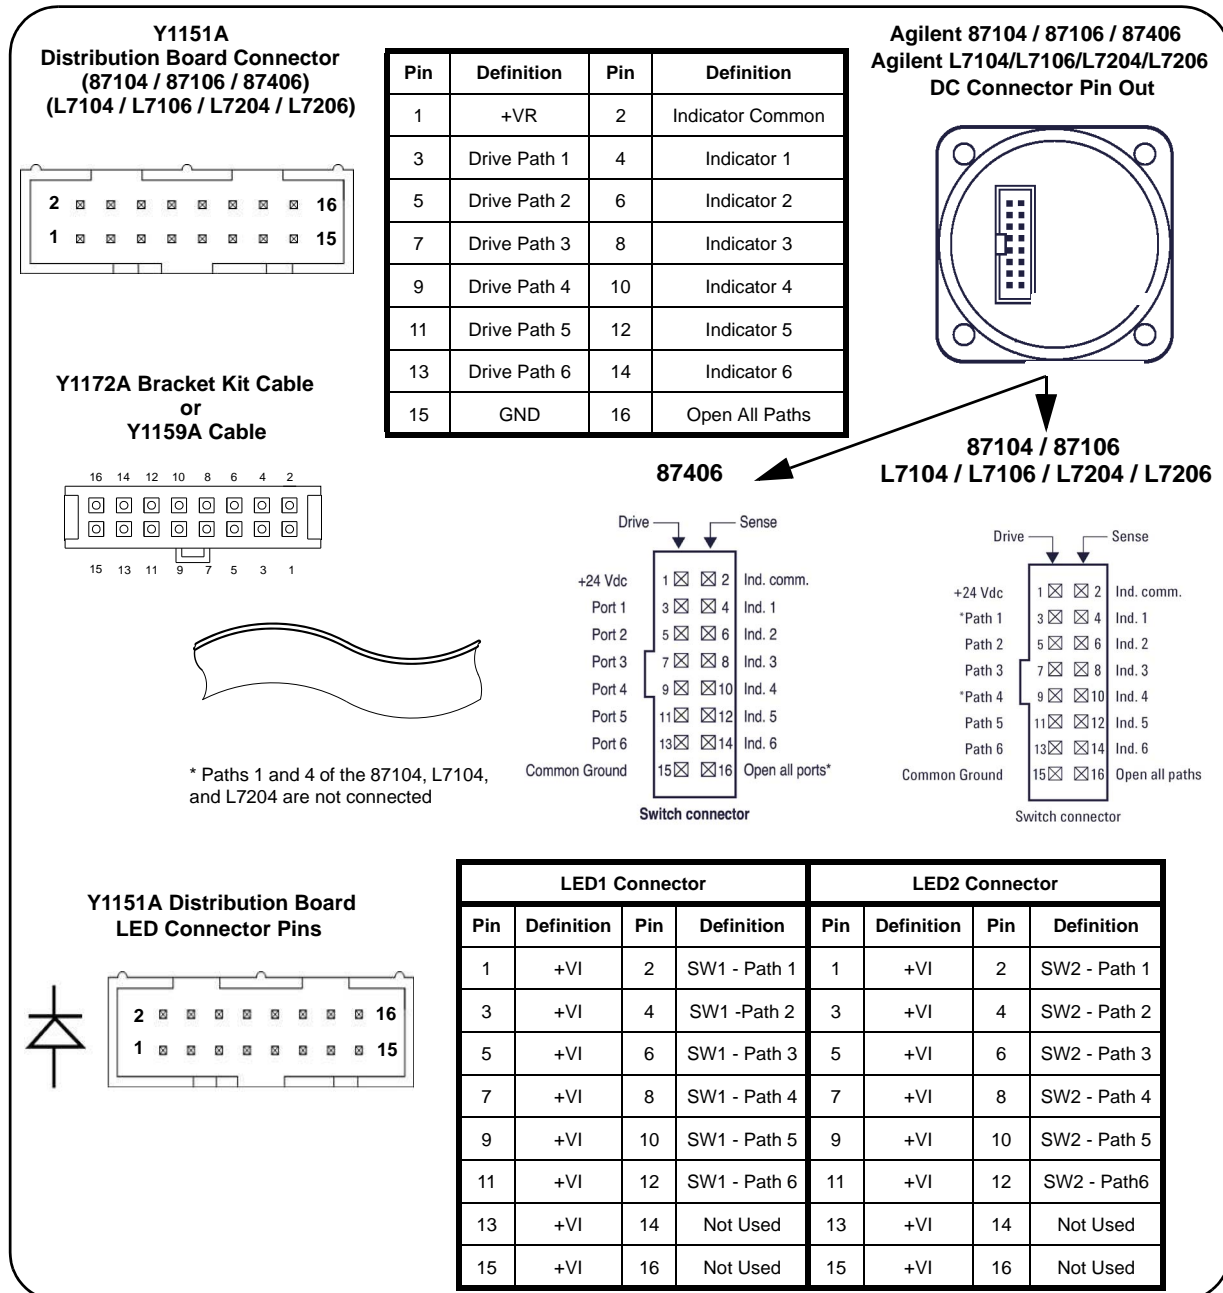 Y1151A
Distribution Board Connector
(87104 / 87106 / 87406)
(L7104 / L7106 / L7204 / L7206)
2 16
1 15
Pin Definition Pin Definition
1 +VR 2 Indicator Common
3 Drive Path 1 4 Indicator 1
5 Drive Path 2 6 Indicator 2
7 Drive Path 3 8 Indicator 3
9 Drive Path 4 10 Indicator 4
11 Drive Path 5 12 Indicator 5
13 Drive Path 6 14 Indicator 6
15 GND 16 Open All Paths
Agilent 87104 / 87106 / 87406
Agilent L7104/L7106/L7204/L7206
DC Connector Pin Out
Y1172A Bracket Kit Cable
or
Y1159A Cable
16 14 12 10 8 6 4 2
15 13 11 9 7 5 3 1
* Paths 1 and 4 of the 87104, L7104,
and L7204 are not connected
87406
Drive Sense
+24 Vdc 1 2 Ind. comm.
Port 1 3 4 Ind. 1
Port 2 5 6 Ind. 2
Port 3 7 8 Ind. 3
Port 4 9 10 Ind. 4
Port 5 11 12 Ind. 5
Port 6 13 14 Ind. 6
Common Ground 15 16 Open all ports*
Switch connector
87104 / 87106
L7104 / L7106 / L7204 / L7206
Drive Sense
+24 Vdc 1 2 Ind. comm.
*Path 1 3 4 Ind. 1
Path 2 5 6 Ind. 2
Path 3 7 8 Ind. 3
*Path 4 9 10 Ind. 4
Path 5 11 12 Ind. 5
Path 6 13 14 Ind. 6
Common Ground 15 16 Open all paths
Switch connector
Y1151A Distribution Board
LED Connector Pins
2 16
1 15
LED1 Connector LED2 Connector
Pin Definition Pin Definition Pin Definition Pin Definition
1 +VI 2 SW1 - Path 1 1 +VI 2 SW2 - Path 1
3 +VI 4 SW1 -Path 2 3 +VI 4 SW2 - Path 2
5 +VI 6 SW1 - Path 3 5 +VI 6 SW2 - Path 3
7 +VI 8 SW1 - Path 4 7 +VI 8 SW2 - Path 4
9 +VI 10 SW1 - Path 5 9 +VI 10 SW2 - Path 5
11 +VI 12 SW1 - Path 6 11 +VI 12 SW2 - Path6
13 +VI 14 Not Used 13 +VI 14 Not Used
15 +VI 16 Not Used 15 +VI 16 Not Used